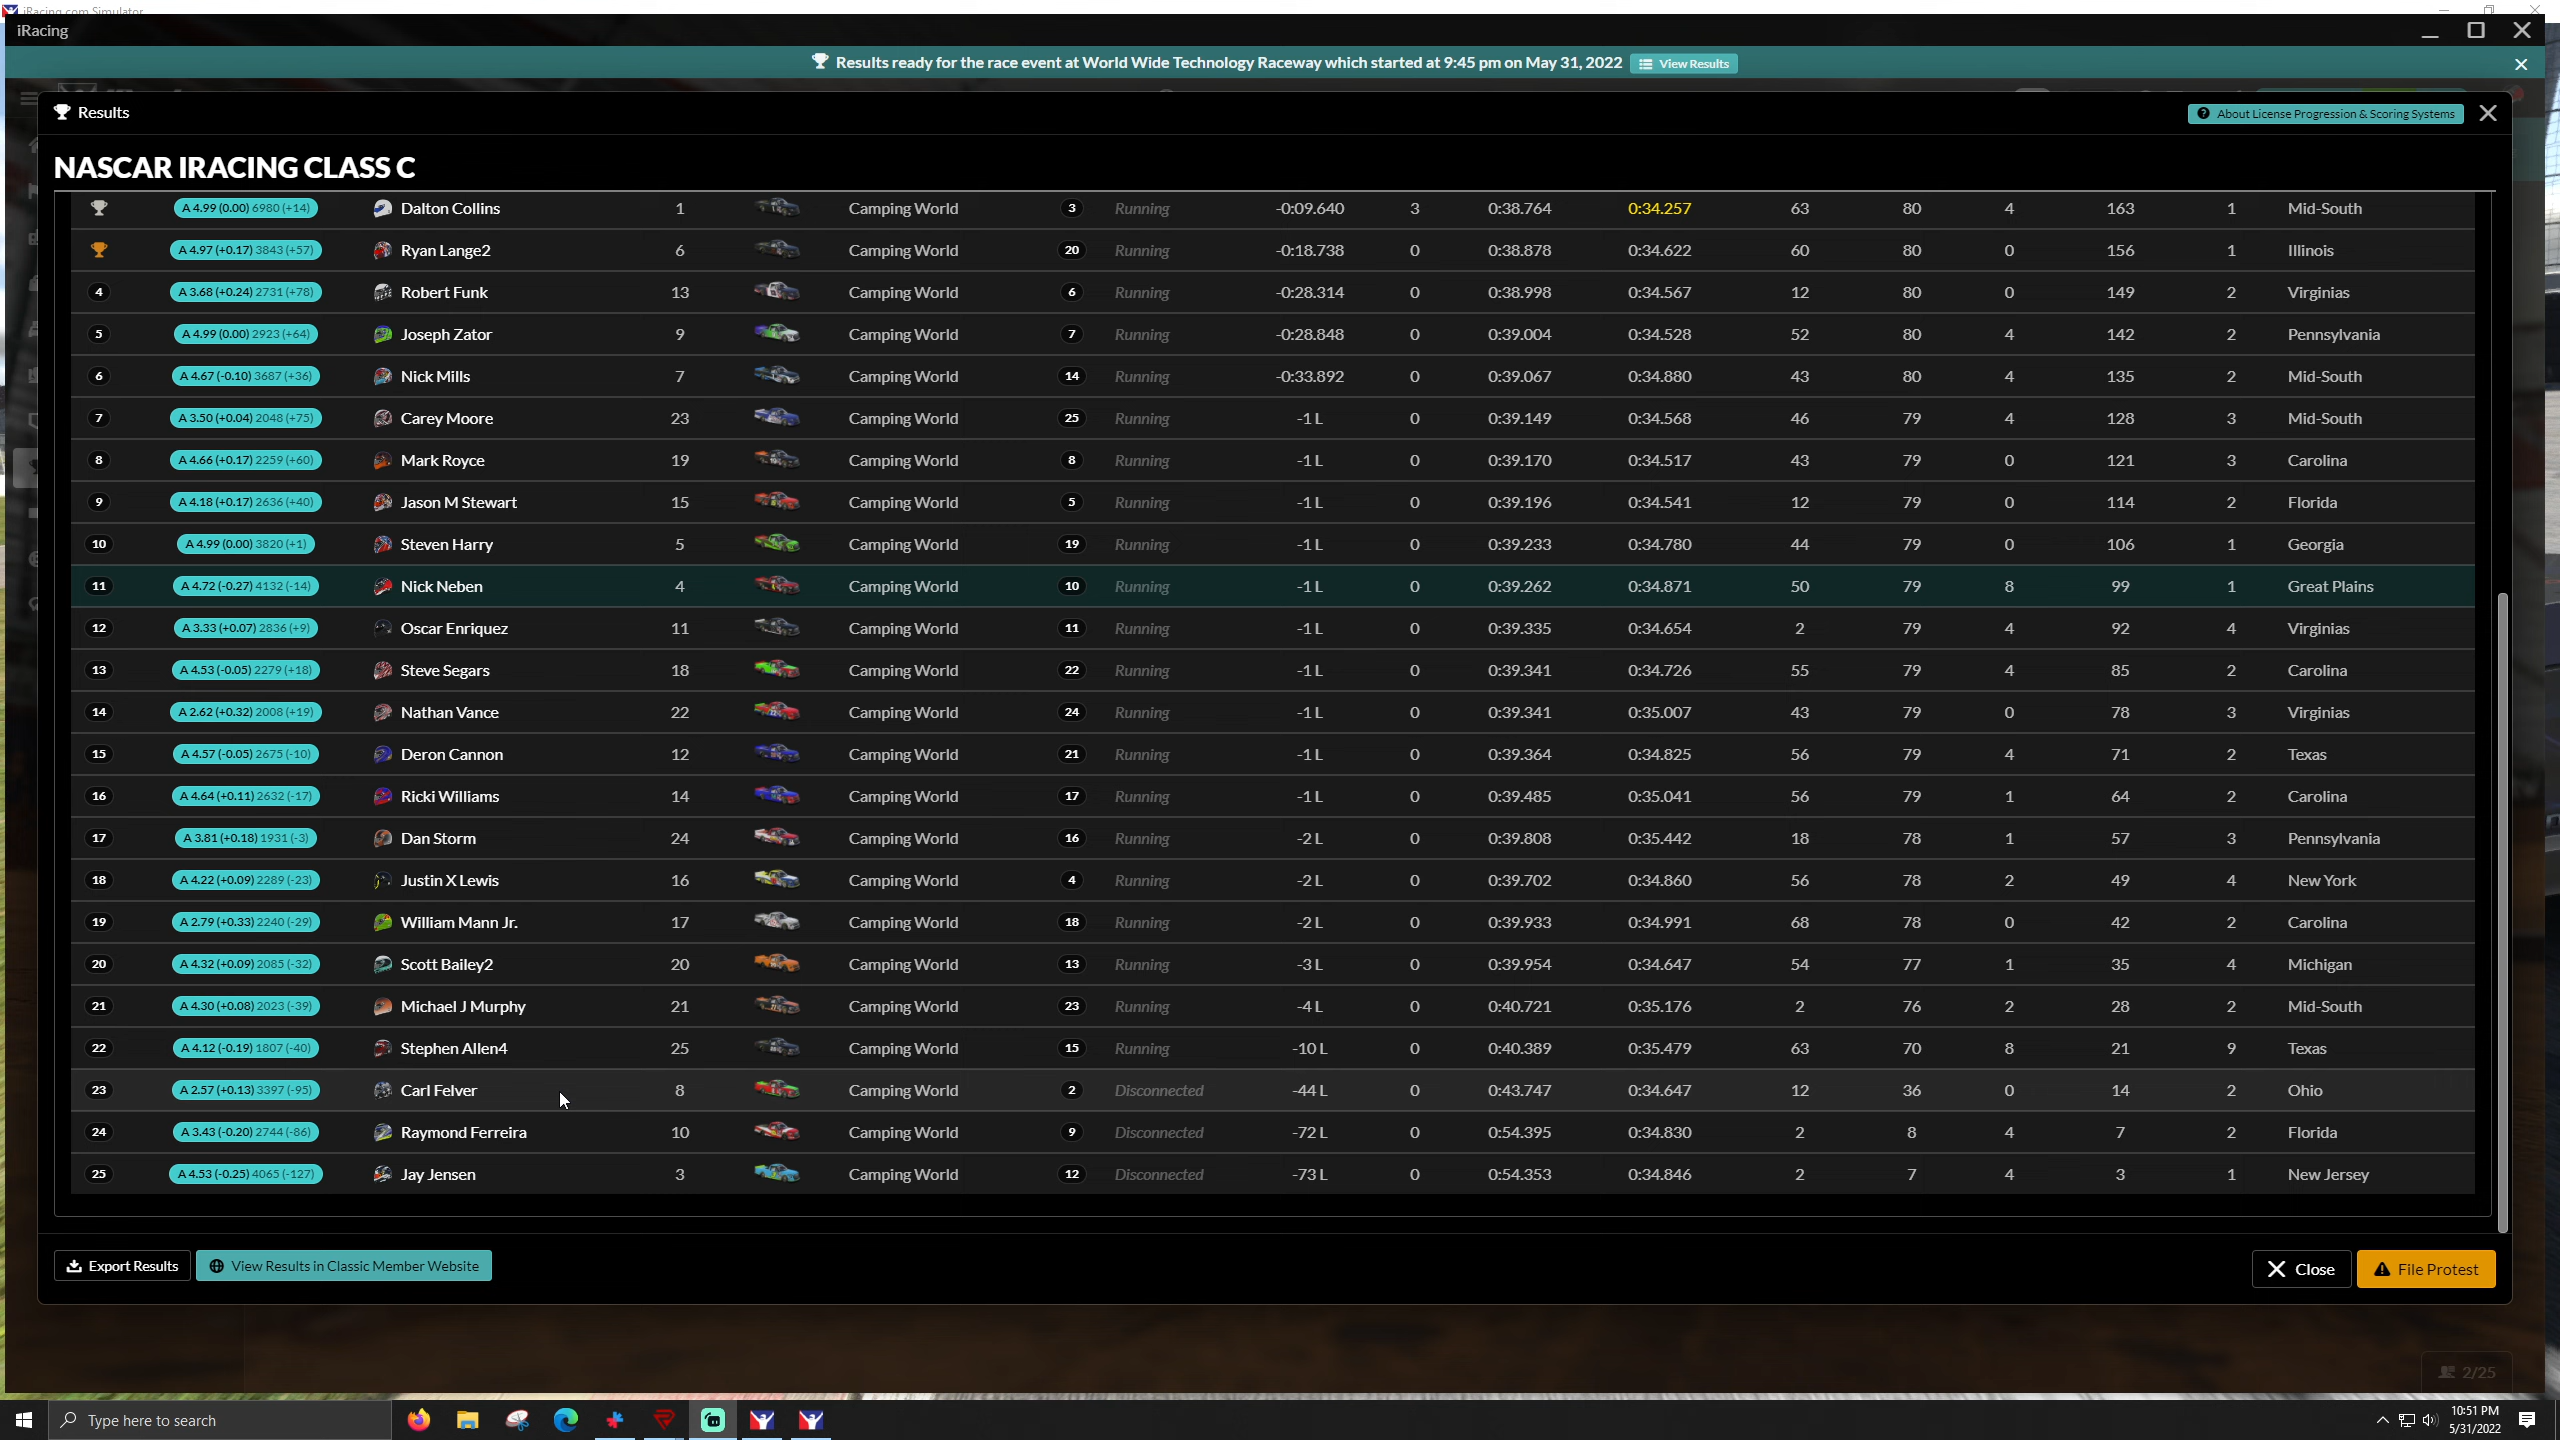 iRacing.com Simulator
iRacing
Results ready for the race event at World Wide Technology Raceway which started at 9:45 pm on May 31, 2022 View Results
Results
About License Progression & Scoring Systems
NASCAR IRACING CLASS C
A 4.99 (0.00) 6980 (+14) Dalton Collins 1 Camping World 3 Running -0:09.640 3 0:38.764 0:34.257 63 80 4 163 1 Mid-South
A 4.97 (+0.17) 3843 (+57) Ryan Lange2 6 Camping World 20 Running -0:18.738 0 0:38.878 0:34.622 60 80 0 156 1 Illinois
4 A 3.68 (+0.24) 2731 (+78) Robert Funk 13 Camping World 6 Running -0:28.314 0 0:38.998 0:34.567 12 80 0 149 2 Virginias
5 A 4.99 (0.00) 2923 (+64) Joseph Zator 9 Camping World 7 Running -0:28.848 0 0:39.004 0:34.528 52 80 4 142 2 Pennsylvania
6 A 4.67 (-0.10) 3687 (+36) Nick Mills 7 Camping World 14 Running -0:33.892 0 0:39.067 0:34.880 43 80 4 135 2 Mid-South
7 A 3.50 (+0.04) 2048 (+75) Carey Moore 23 Camping World 25 Running -1 L 0 0:39.149 0:34.568 46 79 4 128 3 Mid-South
8 A 4.66 (+0.17) 2259 (+60) Mark Royce 19 Camping World 8 Running -1 L 0 0:39.170 0:34.517 43 79 0 121 3 Carolina
9 A 4.18 (+0.17) 2636 (+40) Jason M Stewart 15 Camping World 5 Running -1 L 0 0:39.196 0:34.541 12 79 0 114 2 Florida
10 A 4.99 (0.00) 3820 (+1) Steven Harry 5 Camping World 19 Running -1 L 0 0:39.233 0:34.780 44 79 0 106 1 Georgia
11 A 4.72 (-0.27) 4132 (-14) Nick Neben 4 Camping World 10 Running -1 L 0 0:39.262 0:34.871 50 79 8 99 1 Great Plains
12 A 3.33 (+0.07) 2836 (+9) Oscar Enriquez 11 Camping World 11 Running -1 L 0 0:39.335 0:34.654 2 79 4 92 4 Virginias
13 A 4.53 (-0.05) 2279 (+18) Steve Segars 18 Camping World 22 Running -1 L 0 0:39.341 0:34.726 55 79 4 85 2 Carolina
14 A 2.62 (+0.32) 2008 (+19) Nathan Vance 22 Camping World 24 Running -1 L 0 0:39.341 0:35.007 43 79 0 78 3 Virginias
15 A 4.57 (-0.05) 2675 (-10) Deron Cannon 12 Camping World 21 Running -1 L 0 0:39.364 0:34.825 56 79 4 71 2 Texas
16 A 4.64 (+0.11) 2632 (-17) Ricki Williams 14 Camping World 17 Running -1 L 0 0:39.485 0:35.041 56 79 1 64 2 Carolina
17 A 3.81 (+0.18) 1931 (-3) Dan Storm 24 Camping World 16 Running -2 L 0 0:39.808 0:35.442 18 78 1 57 3 Pennsylvania
18 A 4.22 (+0.09) 2289 (-23) Justin X Lewis 16 Camping World 4 Running -2 L 0 0:39.702 0:34.860 56 78 2 49 4 New York
19 A 2.79 (+0.33) 2240 (-29) William Mann Jr. 17 Camping World 18 Running -2 L 0 0:39.933 0:34.991 68 78 0 42 2 Carolina
20 A 4.32 (+0.09) 2085 (-32) Scott Bailey2 20 Camping World 13 Running -3 L 0 0:39.954 0:34.647 54 77 1 35 4 Michigan
21 A 4.30 (+0.08) 2023 (-39) Michael J Murphy 21 Camping World 23 Running -4 L 0 0:40.721 0:35.176 2 76 2 28 2 Mid-South
22 A 4.12 (-0.19) 1807 (-40) Stephen Allen4 25 Camping World 15 Running -10 L 0 0:40.389 0:35.479 63 70 8 21 9 Texas
23 A 2.57 (+0.13) 3397 (-95) Carl Felver 8 Camping World 2 Disconnected -44 L 0 0:43.747 0:34.647 12 36 0 14 2 Ohio
24 A 3.43 (-0.20) 2744 (-86) Raymond Ferreira 10 Camping World 9 Disconnected -72 L 0 0:54.395 0:34.830 2 8 4 7 2 Florida
25 A 4.53 (-0.25) 4065 (-127) Jay Jensen 3 Camping World 12 Disconnected -73 L 0 0:54.353 0:34.846 2 7 4 3 1 New Jersey
Export Results View Results in Classic Member Website Close File Protest
2/25
Type here to search
10:51 PM
5/31/2022